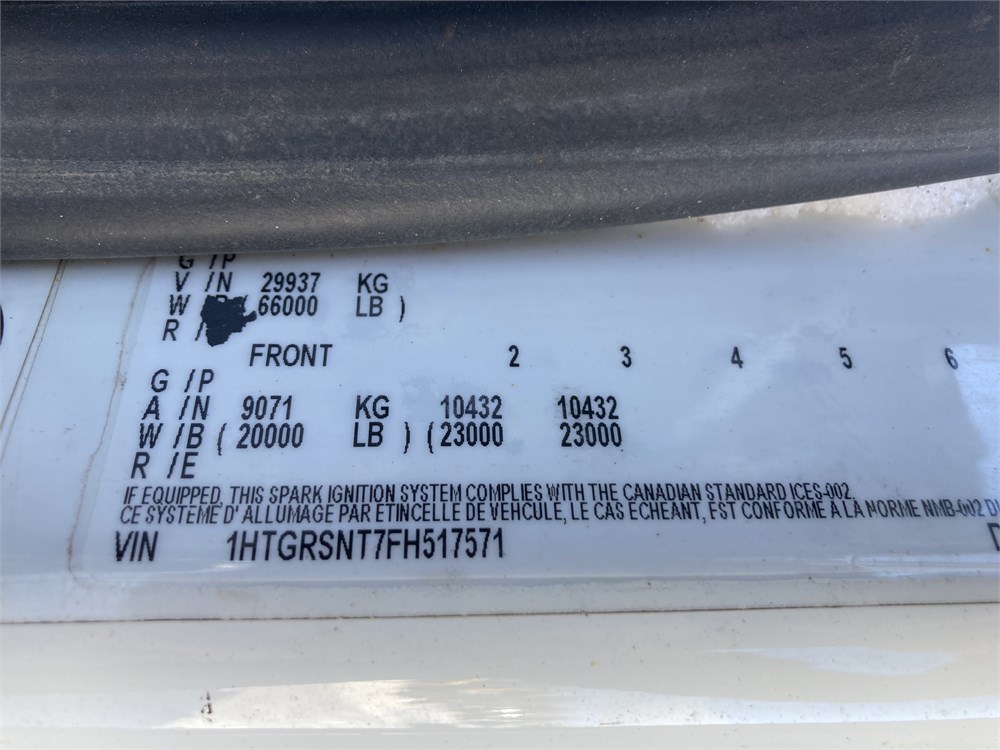 G /P
V /N 29937 KG
W 66000 LB )
R /
FRONT 2 3 4 5 6
G /P
A /N 9071 KG 10432 10432
W /B ( 20000 LB ) ( 23000 23000
R /E
IF EQUIPPED, THIS SPARK IGNITION SYSTEM COMPLIES WITH THE CANADIAN STANDARD ICES-002.
CE SYSTEME D' ALLUMAGE PAR ETINCELLE DE VEHCULE, LE CAS ECHEANT, EST CONFORME A LA NORME NMB-002 DU
VIN 1HTGRSNT7FH517571